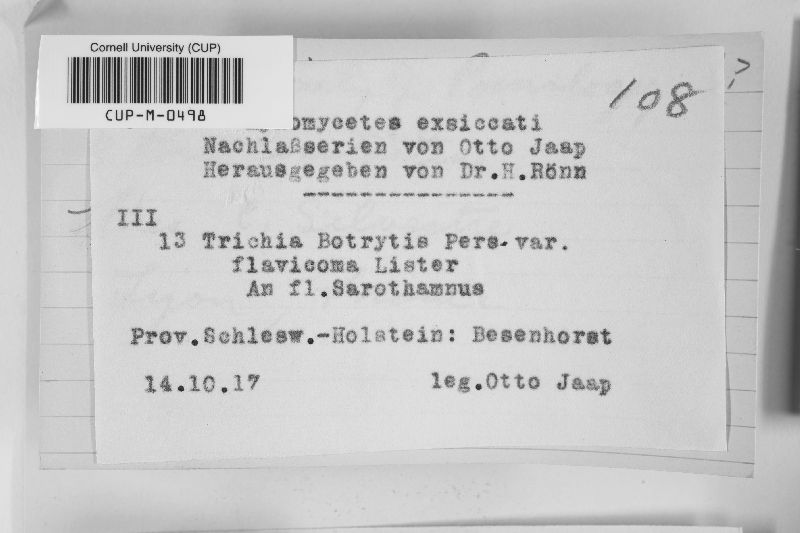 Cornell University (CUP)
CUP-M-0498
108
omycetes exsiccati
Nachlaßserien von Otto Jaap
Herausgegeben von Dr.H.Rönn
III
13 Trichia Botrytis Pers.var.
flavicoma Lister
An fl.Sarothamnus
Prov.Schlesw.-Holstein: Besenhorst
14.10.17 leg.Otto Jaap